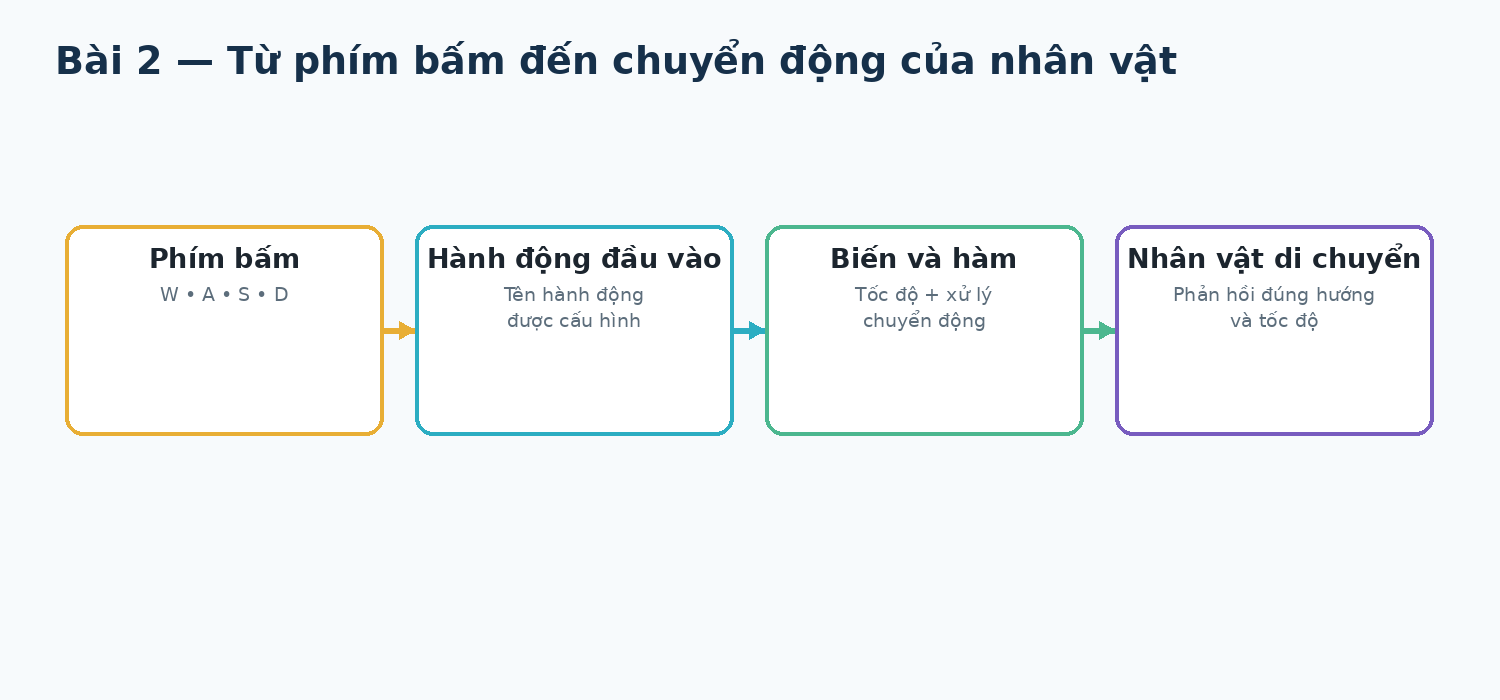 Bài 2 — Từ phím bấm đến chuyển động của nhân vật
Phím bấm
W • A • S • D
Hành động đầu vào
Tên hành động
được cấu hình
Biến và hàm
Tốc độ + xử lý
chuyển động
Nhân vật di chuyển
Phản hồi đúng hướng
và tốc độ